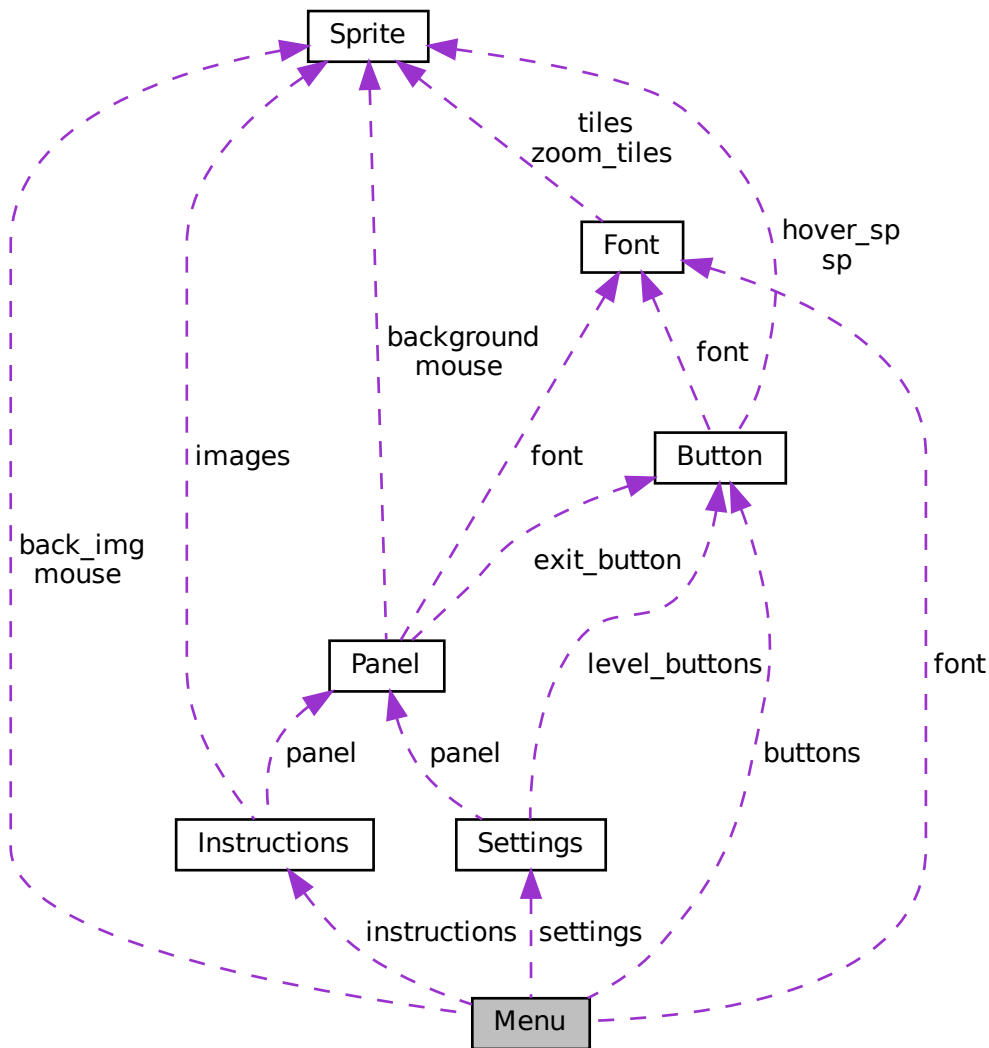 Sprite
tiles
zoom_tiles
hover_sp
sp
Font
background
mouse
font
images
font
Button
back_img
mouse
exit_button
Panel
level_buttons
font
panel
panel
buttons
Instructions
Settings
instructions
settings
Menu